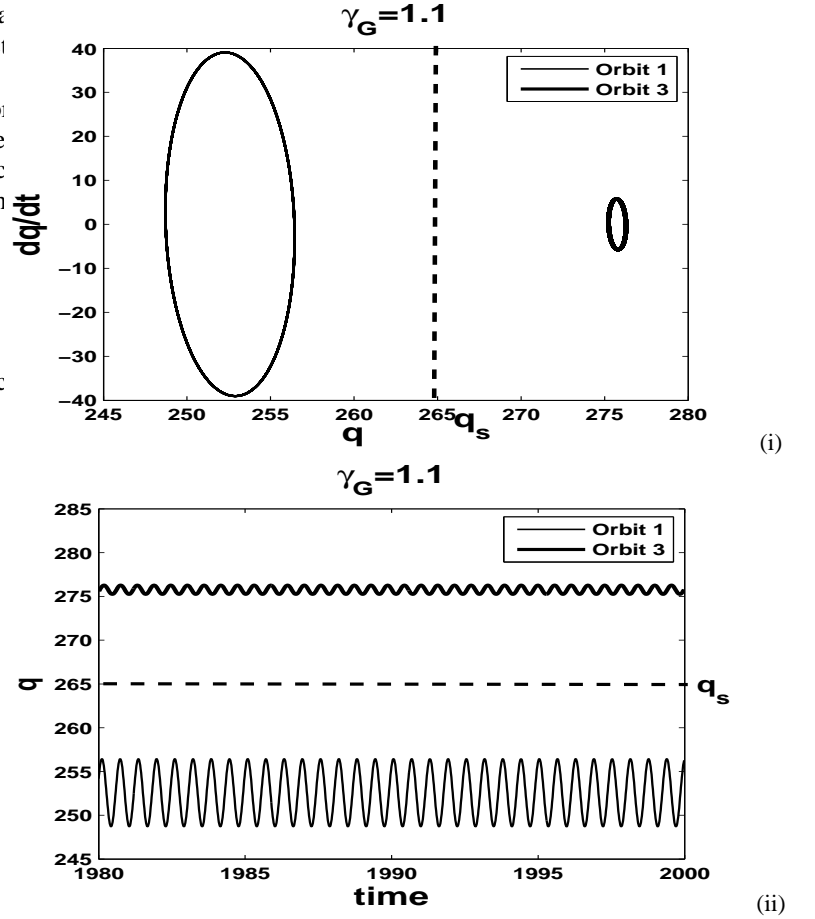 γG=1.1
40
30
20
10
0
−10
−20
−30
−40
dq/dt
Orbit 1
Orbit 3
245 250 255 260 265 270 275 280
q qs
(i)
γG=1.1
285
280
275
270
265
260
255
250
245
q
Orbit 1
Orbit 3
qs
1980 1985 1990 1995 2000
time
(ii)